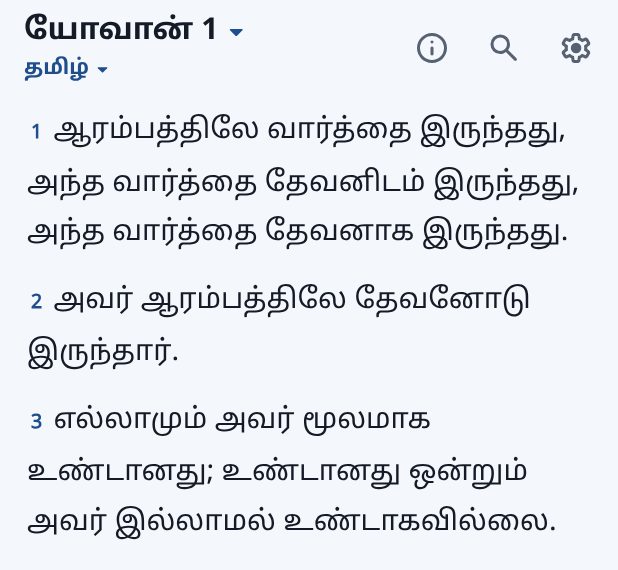 யோவான் 1
தமிழ்
1 ஆரம்பத்திலே வார்த்தை இருந்தது,
அந்த வார்த்தை தேவனிடம் இருந்தது,
அந்த வார்த்தை தேவனாக இருந்தது.
2 அவர் ஆரம்பத்திலே தேவனோடு
இருந்தார்.
3 எல்லாமும் அவர் மூலமாக
உண்டானது; உண்டானது ஒன்றும்
அவர் இல்லாமல் உண்டாகவில்லை.